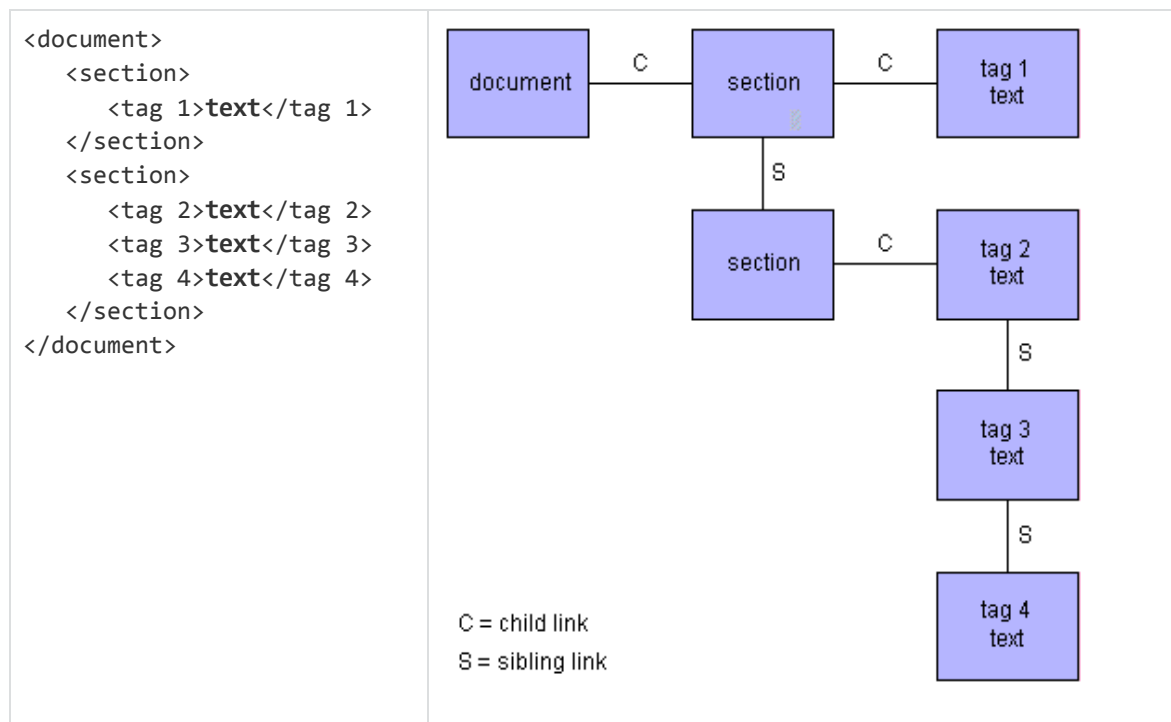 <document>
<section>
<tag 1>text</tag 1>
</section>
<section>
<tag 2>text</tag 2>
<tag 3>text</tag 3>
<tag 4>text</tag 4>
</section>
</document>
document
C
section
C
tag 1
text
S
section
C
tag 2
text
S
tag 3
text
S
tag 4
text
C = child link
S = sibling link